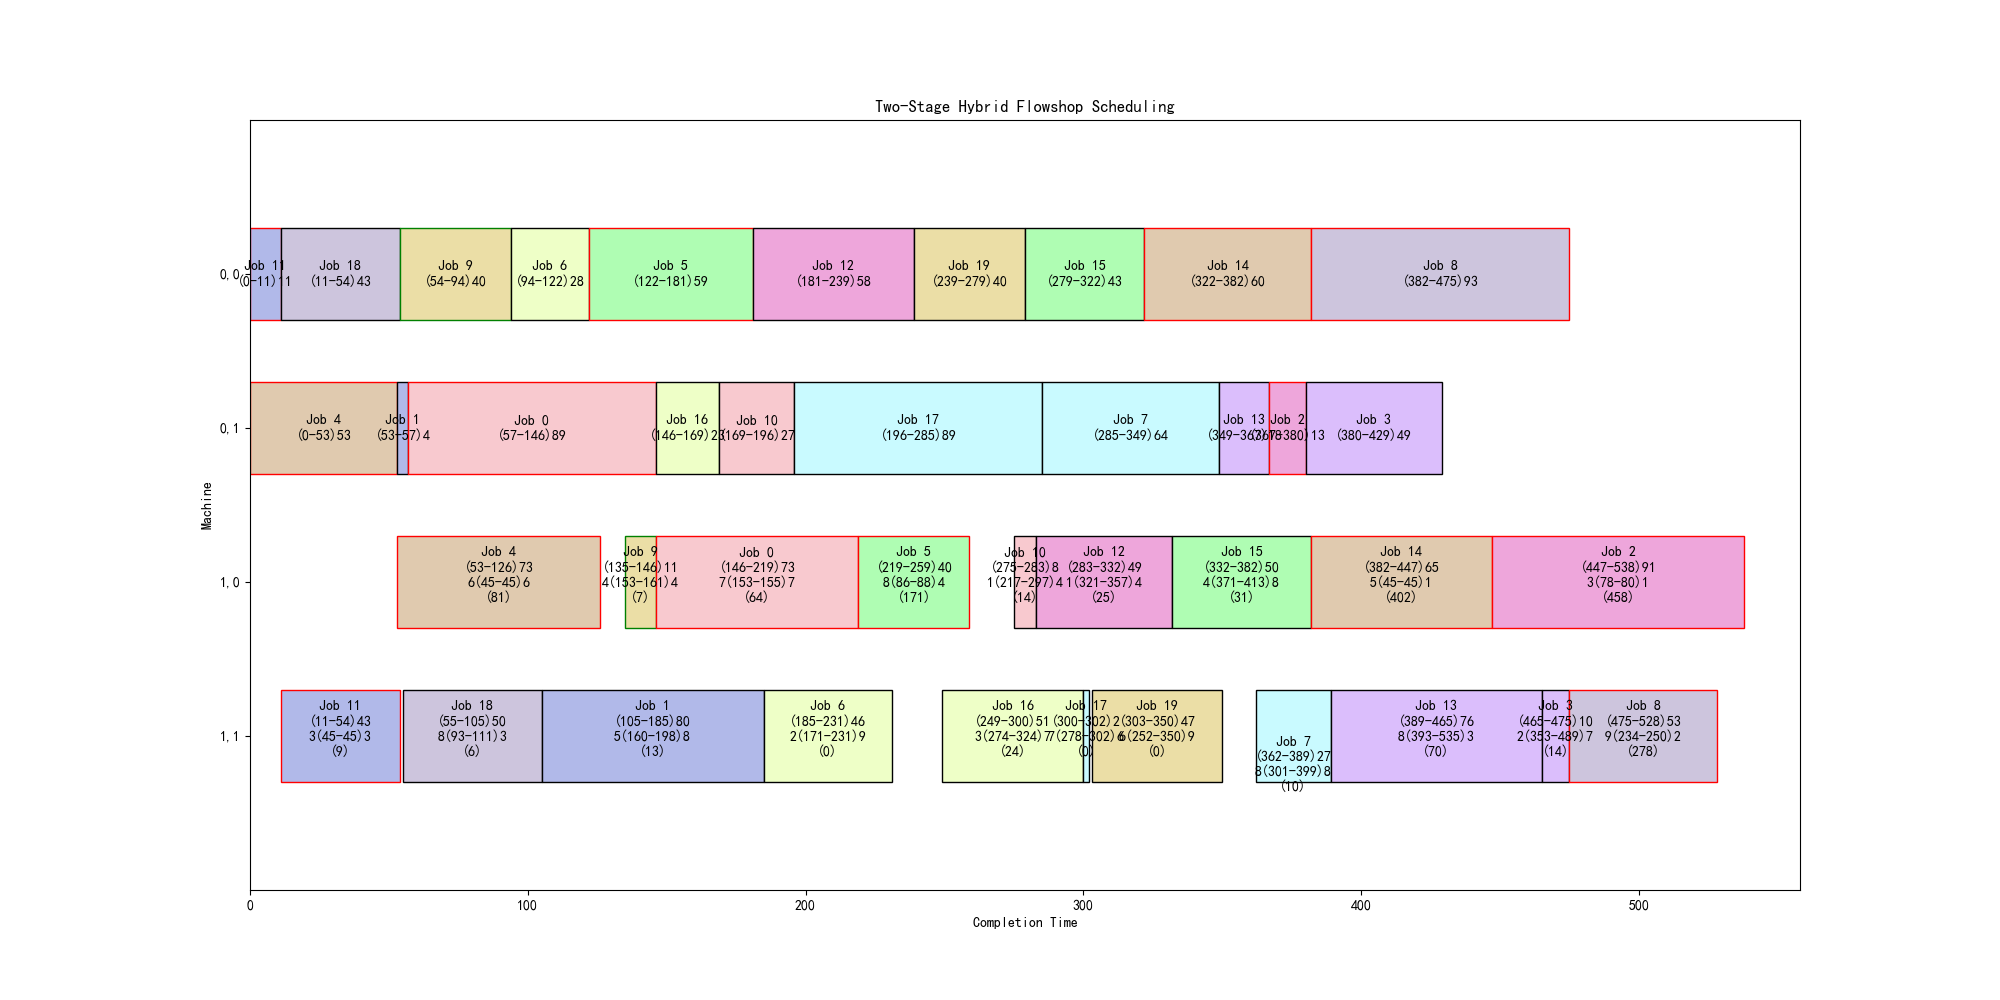 Two-Stage Hybrid Flowshop Scheduling
0,0
Job 11
(0-11)11
Job 18
(11-54)43
Job 9
(54-94)40
Job 6
(94-122)28
Job 5
(122-181)59
Job 12
(181-239)58
Job 19
(239-279)40
Job 15
(279-322)43
Job 14
(322-382)60
Job 8
(382-475)93
0,1
Job 4
(0-53)53
Job 1
(53-57)4
Job 0
(57-146)89
Job 16
(146-169)23
Job 10
(169-196)27
Job 17
(196-285)89
Job 7
(285-349)64
Job 13
Job 2
Job 3
(380-429)49
Machine
1,0
Job 4
(53-126)73
6(45-45)6
(81)
Job 9
(135-146)11
4(153-161)4
(7)
Job 0
(146-219)73
7(153-155)7
(64)
Job 5
(219-259)40
8(86-88)4
(171)
Job 10
(275-283)8
1(217-297)4
(14)
Job 12
(283-332)49
1(321-357)4
(25)
Job 15
(332-382)50
4(371-413)8
(31)
Job 14
(382-447)65
5(45-45)1
(402)
Job 2
(447-538)91
3(78-80)1
(458)
1,1
Job 11
(11-54)43
3(45-45)3
(9)
Job 18
(55-105)50
8(93-111)3
(6)
Job 1
(105-185)80
5(160-198)8
(13)
Job 6
(185-231)46
2(171-231)9
(0)
Job 16
(249-300)51
3(274-324)7
(24)
Job 17
(300-302)2
(0)
Job 19
(303-350)47
6(252-350)9
(0)
Job 7
(362-389)27
8(301-399)8
(10)
Job 13
(389-465)76
8(393-535)3
(70)
Job 3
(465-475)10
2(353-489)7
(14)
Job 8
(475-528)53
9(234-250)2
(278)
0
100
200
300
400
500
Completion Time